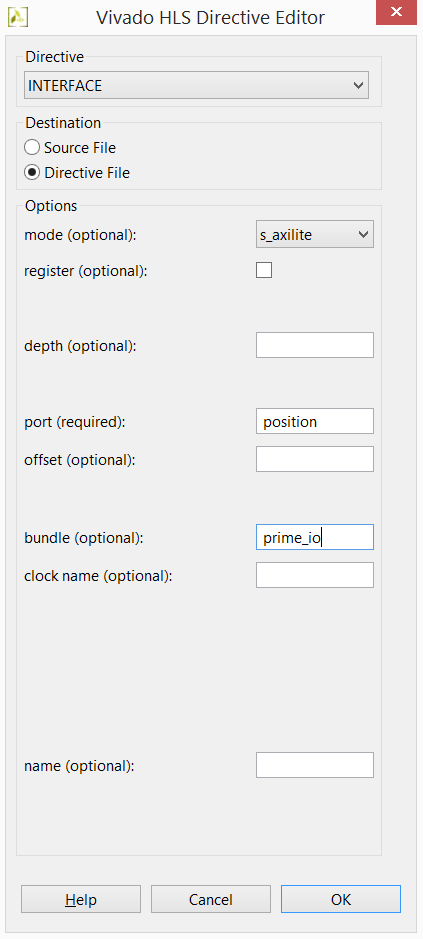 Vivado HLS Directive Editor
Directive
INTERFACE
Destination
Source File
Directive File
Options
mode (optional): s_axilite
register (optional):
depth (optional):
port (required): position
offset (optional):
bundle (optional): prime_io
clock name (optional):
name (optional):
Help Cancel OK